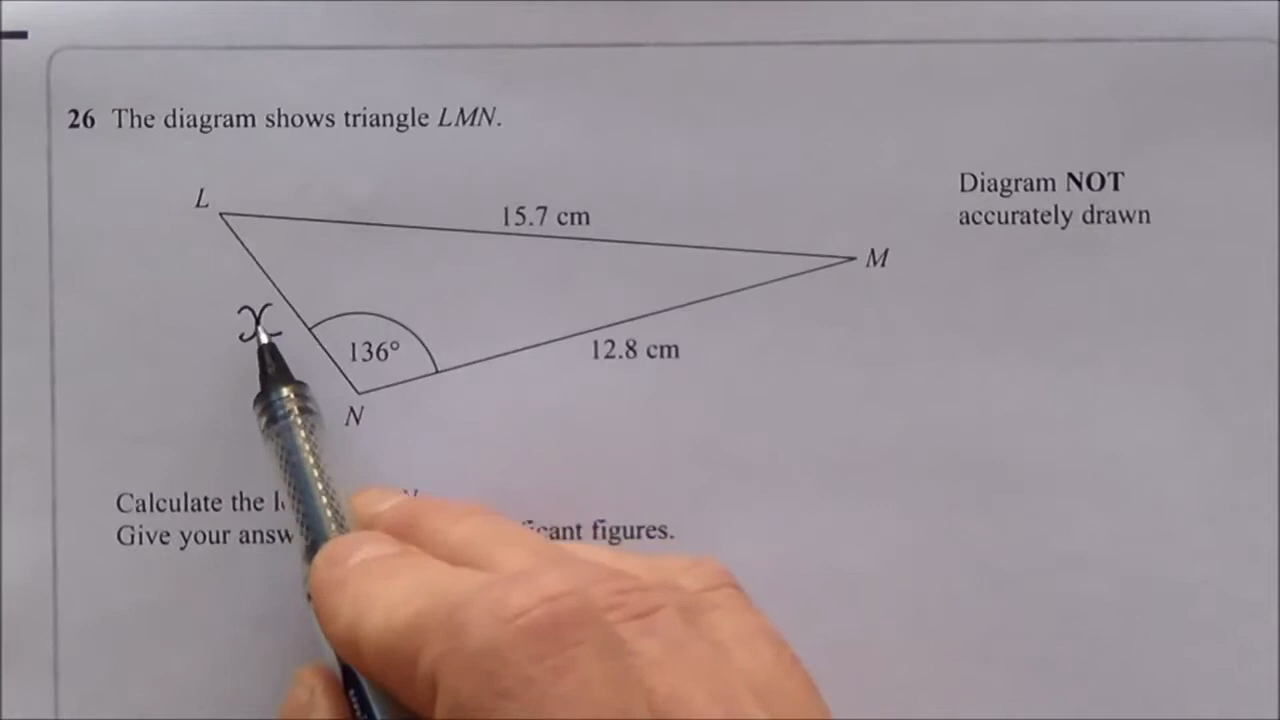 26 The diagram shows triangle LMN.
Diagram NOT
accurately drawn
L
15.7 cm
M
x
136°
12.8 cm
N
Calculate the
Give your figures.